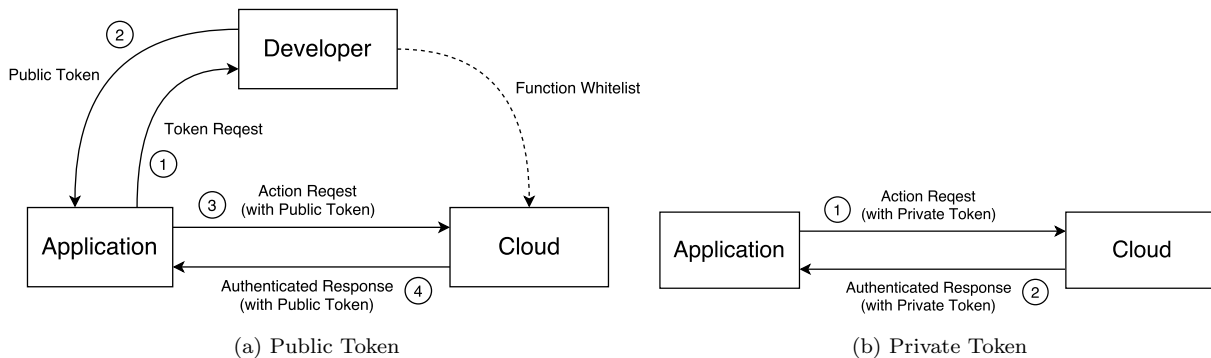 2
Developer
Public Token
Function Whitelist
Token Reqest
1
3
Action Reqest
(with Public Token)
Application
Cloud
Authenticated Response
(with Public Token)
4
(a) Public Token
1
Action Reqest
(with Private Token)
Application
Cloud
Authenticated Response
(with Private Token)
2
(b) Private Token